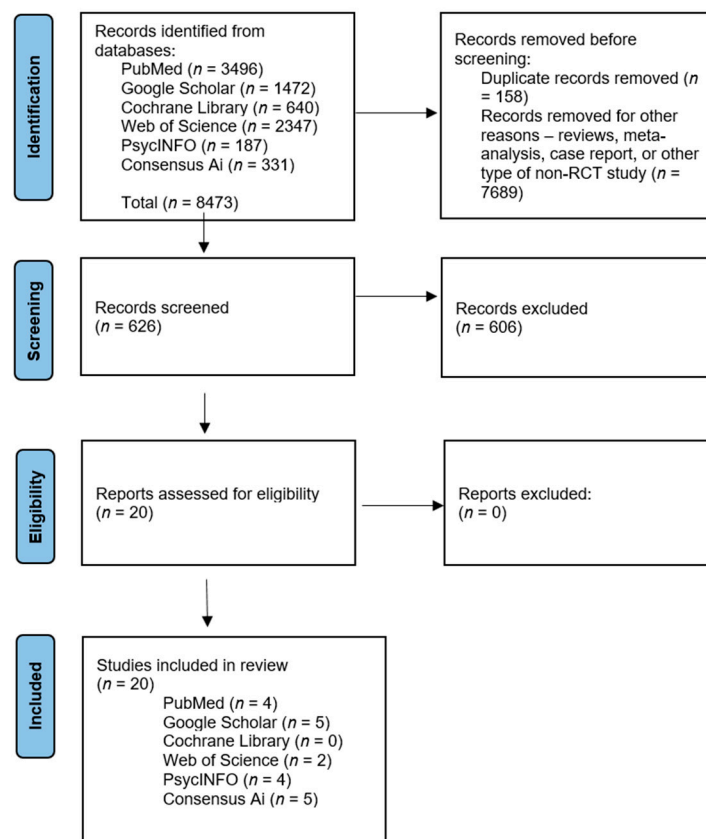 Identification
Records identified from
databases:
PubMed (n = 3496)
Google Scholar (n = 1472)
Cochrane Library (n = 640)
Web of Science (n = 2347)
PsycINFO (n = 187)
Consensus Ai (n = 331)
Total (n = 8473)
Records removed before
screening:
Duplicate records removed (n
= 158)
Records removed for other
reasons – reviews, meta-
analysis, case report, or other
type of non-RCT study (n =
7689)
Screening
Records screened
(n = 626)
Records excluded
(n = 606)
Eligibility
Reports assessed for eligibility
(n = 20)
Reports excluded:
(n = 0)
Included
Studies included in review
(n = 20)
PubMed (n = 4)
Google Scholar (n = 5)
Cochrane Library (n = 0)
Web of Science (n = 2)
PsycINFO (n = 4)
Consensus Ai (n = 5)